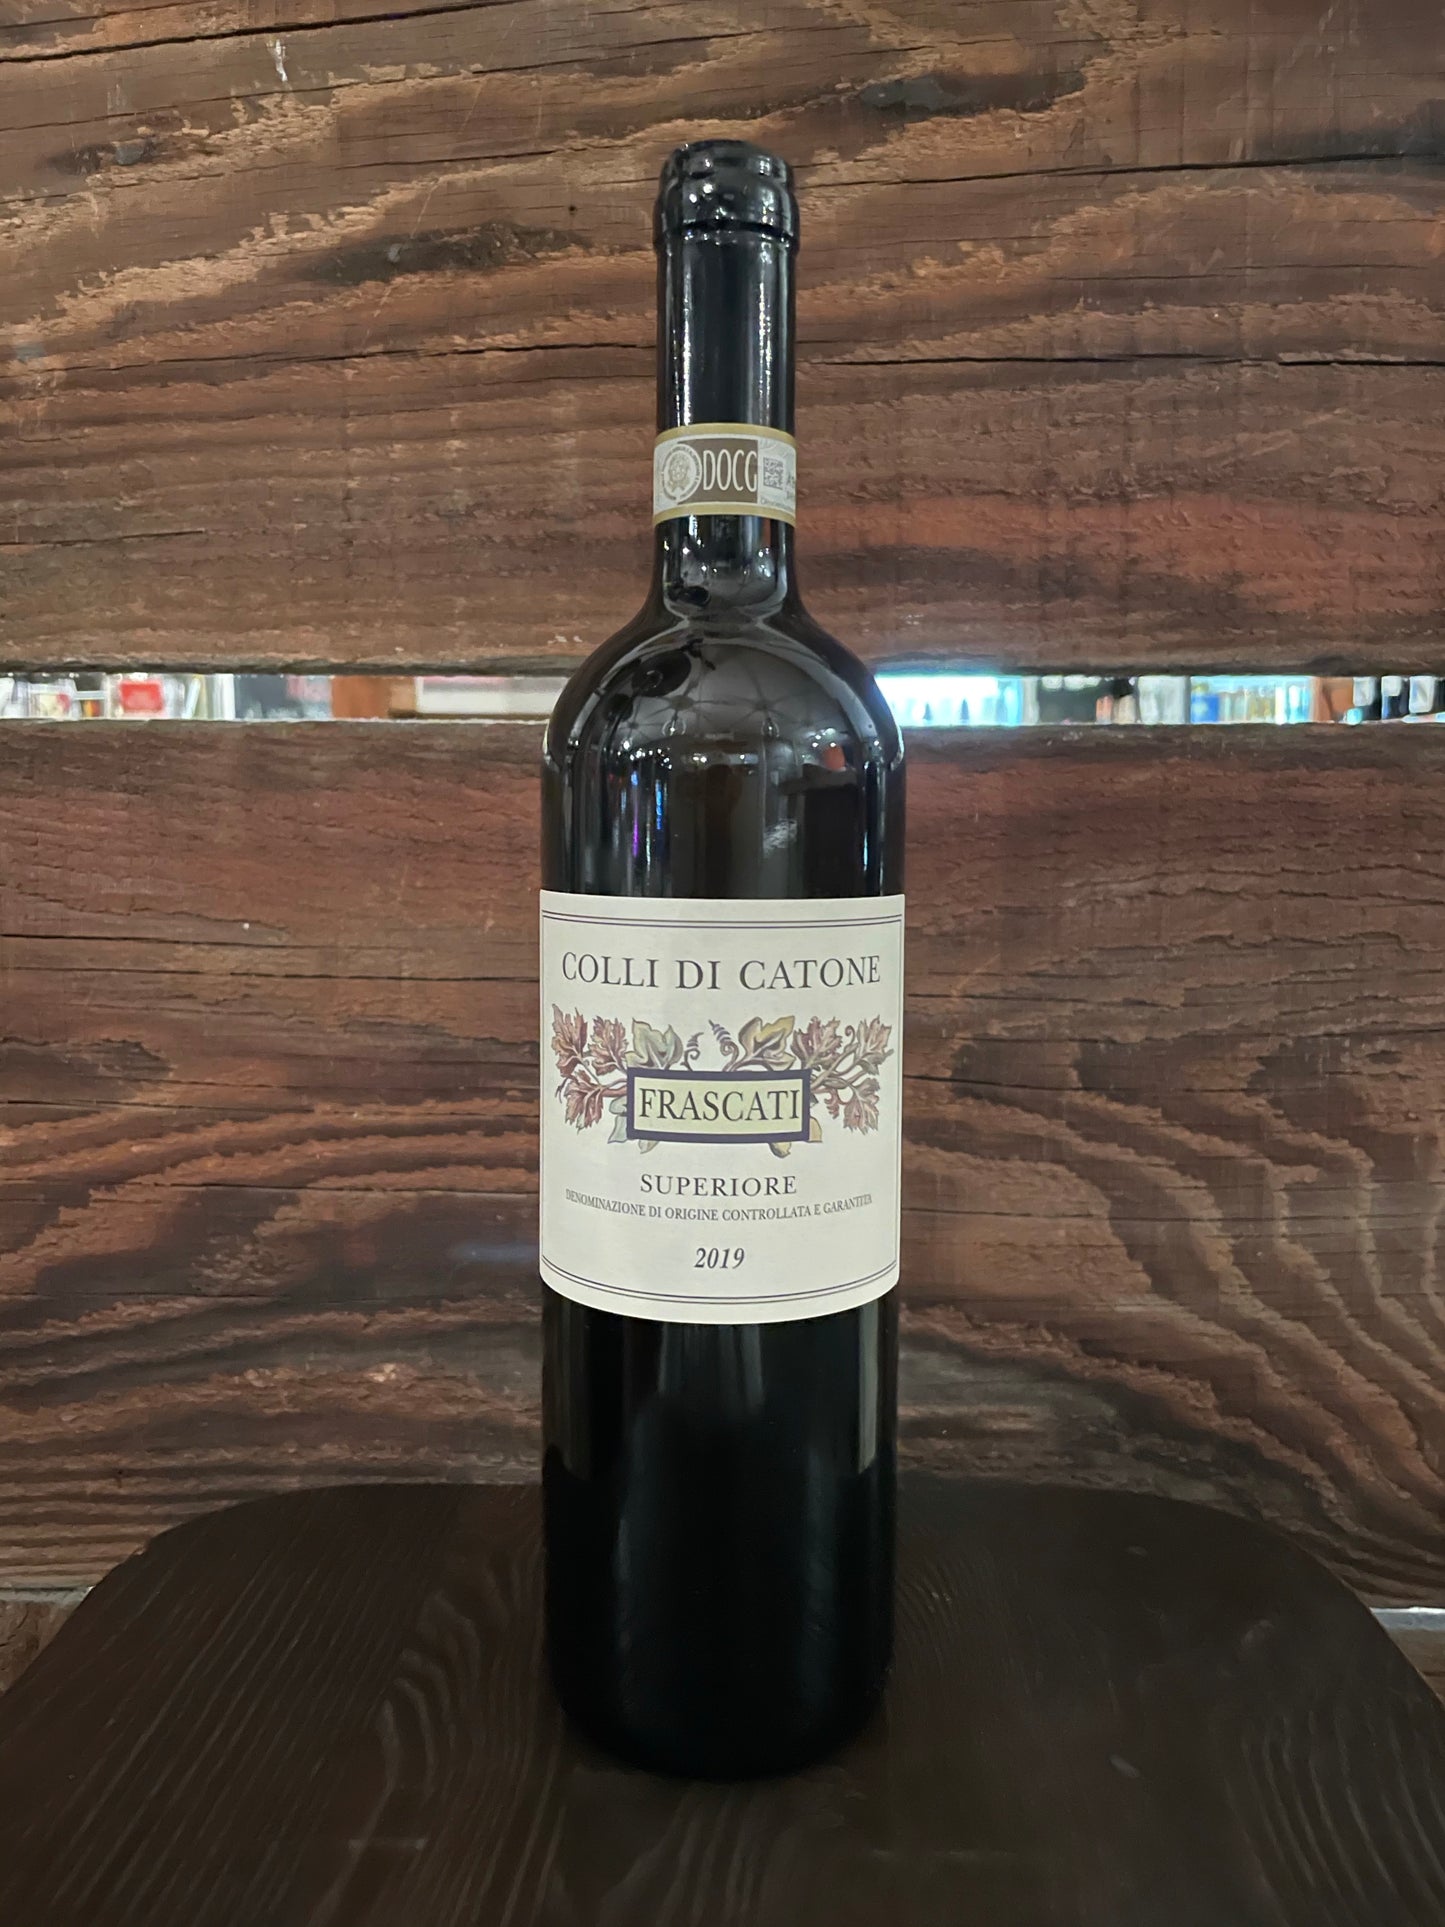 DOCG
COLLI DI CATONE
FRASCATI
SUPERIORE
DENOMINAZIONE DI ORIGINE CONTROLLATA E GARANTITA
2019